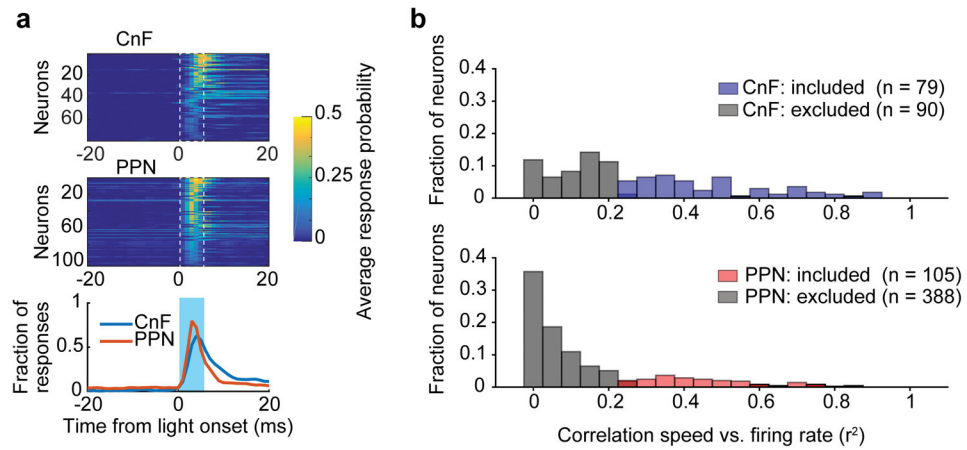 a
CnF
Neurons
20
40
60
-20 0 20
PPN
Neurons
20
60
100
-20 0 20
0.5
0.25
0
Average response probability
Fraction of
responses
1
0.5
0
CnF
PPN
-20 0 20
Time from light onset (ms)
b
Fraction of neurons
0.4
0.3
0.2
0.1
0
CnF: included (n = 79)
CnF: excluded (n = 90)
0 0.2 0.4 0.6 0.8 1
Fraction of neurons
0.4
0.3
0.2
0.1
0
PPN: included (n = 105)
PPN: excluded (n = 388)
0 0.2 0.4 0.6 0.8 1
Correlation speed vs. firing rate (r²)